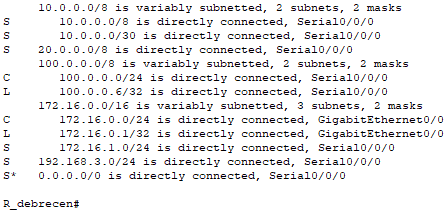 10.0.0.0/8 is variably subnetted, 2 subnets, 2 masks
S 10.0.0.0/8 is directly connected, Serial0/0/0
S 10.0.0.0/30 is directly connected, Serial0/0/0
S 20.0.0.0/8 is directly connected, Serial0/0/0
100.0.0.0/8 is variably subnetted, 2 subnets, 2 masks
C 100.0.0.0/24 is directly connected, Serial0/0/0
L 100.0.0.6/32 is directly connected, Serial0/0/0
172.16.0.0/16 is variably subnetted, 3 subnets, 2 masks
C 172.16.0.0/24 is directly connected, GigabitEthernet0/0
L 172.16.0.1/32 is directly connected, GigabitEthernet0/0
S 172.16.1.0/24 is directly connected, Serial0/0/0
S 192.168.3.0/24 is directly connected, Serial0/0/0
S* 0.0.0.0/0 is directly connected, Serial0/0/0
R_debrecen#